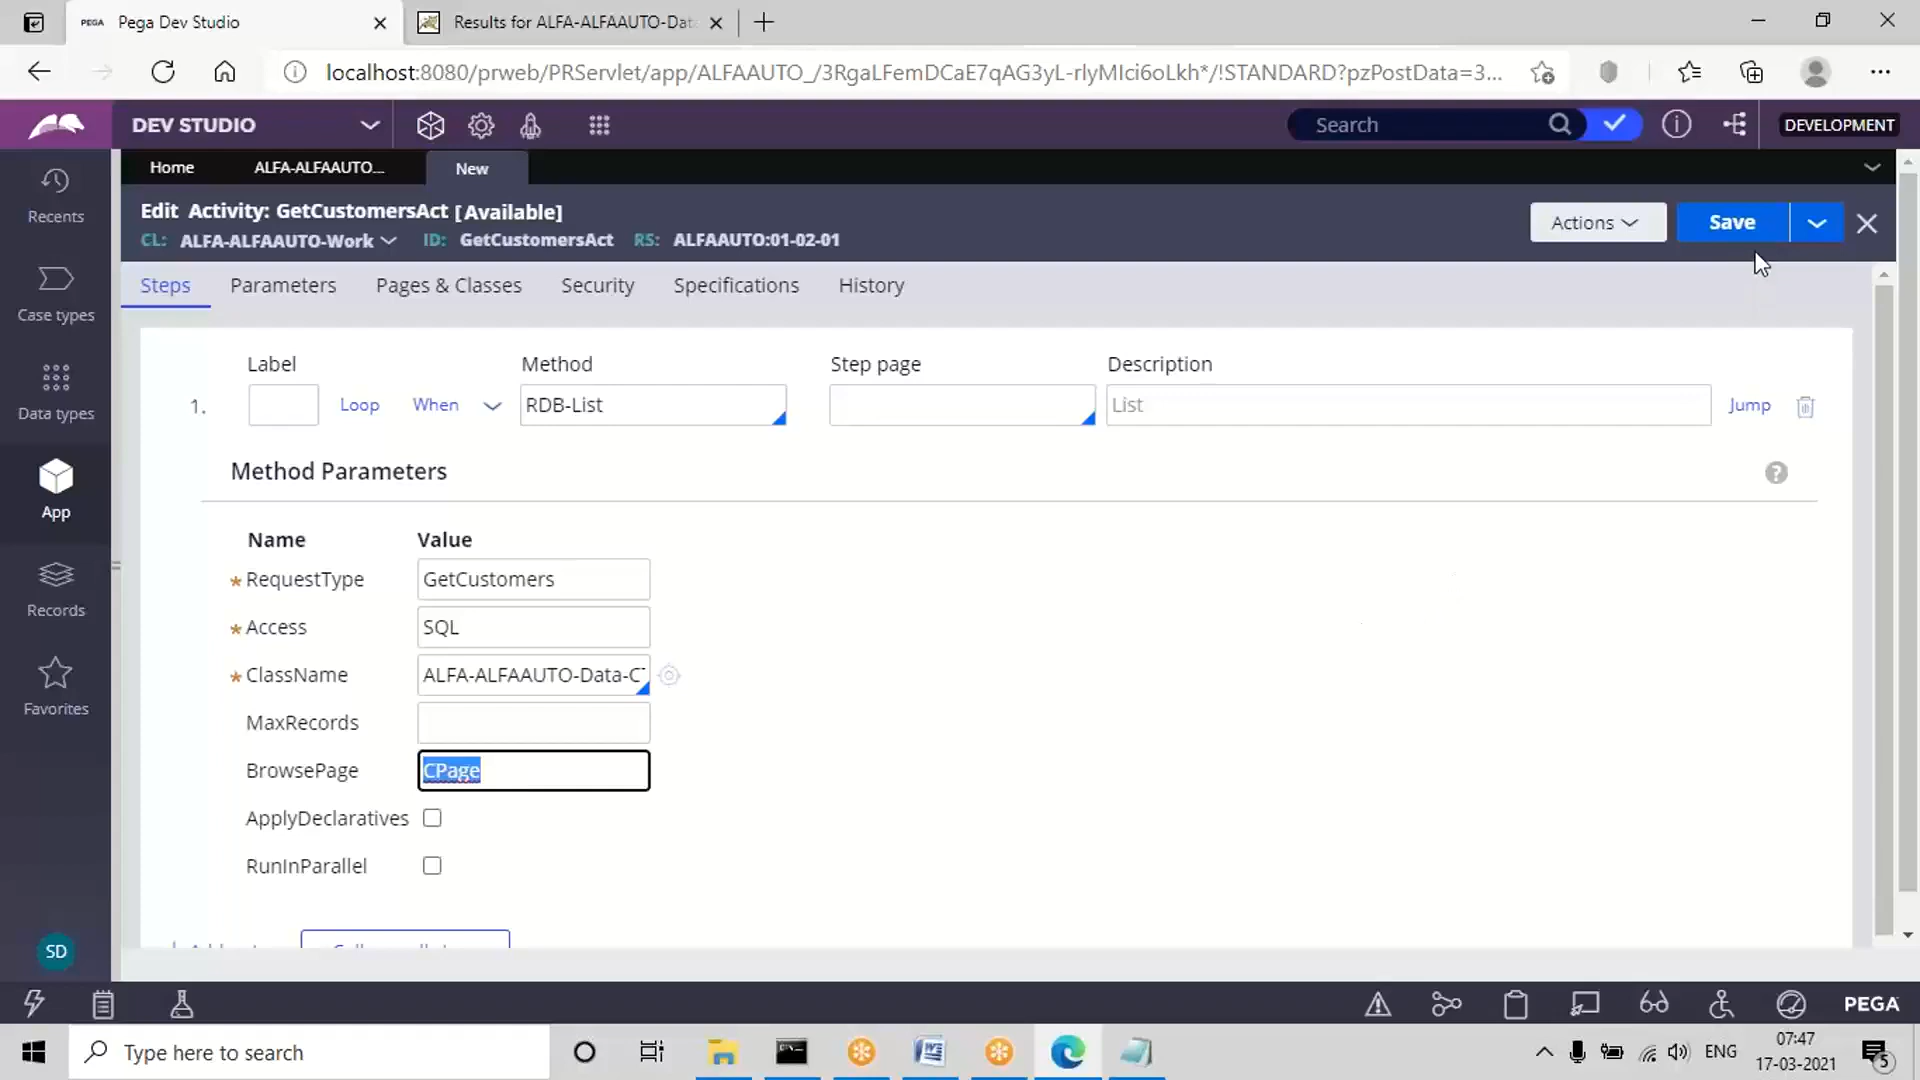 PEGA Pega Dev Studio
Results for ALFA-ALFAAUTO-Dat
localhost:8080/prweb/PRServlet/app/ALFAAUTO_/3RgaLFemDCaE7qAG3yL-rlyMIci6oLkh*/!STANDARD?pzPostData=3...
DEV STUDIO
Search
DEVELOPMENT
Home
ALFA-ALFAAUTO...
New
Recents
Case types
Data types
App
Records
Favorites
SD
Edit Activity: GetCustomersAct [Available]
CL: ALFA-ALFAAUTO-Work ID: GetCustomersAct RS: ALFAAUTO:01-02-01
Actions
Save
Steps
Parameters
Pages & Classes
Security
Specifications
History
Label
Method
Step page
Description
1.
Loop
When
RDB-List
List
Jump
Method Parameters
?
Name Value
* RequestType GetCustomers
* Access SQL
* ClassName ALFA-ALFAAUTO-Data-C
MaxRecords
BrowsePage CPage
ApplyDeclaratives
RunInParallel
PEGA
Type here to search
ENG
07:47
17-03-2021
5